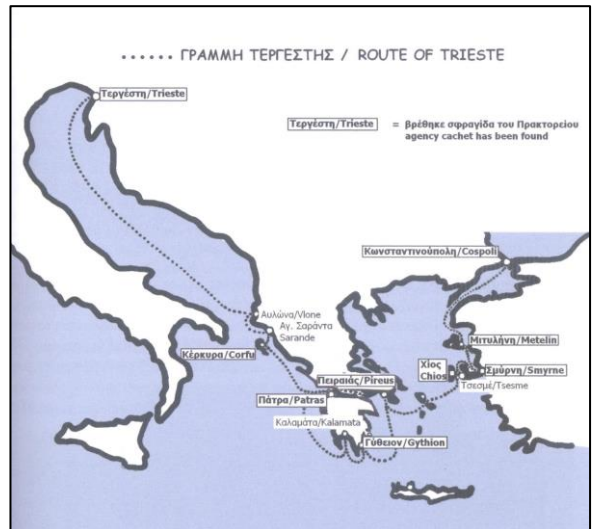 ...... ΓΡΑΜΜΗ ΤΕΡΓΕΣΤΗΣ / ROUTE OF TRIESTE
Τεργέστη/Trieste
Τεργέστη/Trieste = βρέθηκε σφραγίδα του Πρακτορείου
agency cachet has been found
Κωνσταντινούπολη/Cospoli
Αυλώνα/Vlone
Αγ. Σαράντα
Sarande
Κέρκυρα/Corfu
Μιτυλήνη/Metelin
Χίος
Chios
Σμύρνη/Smyrne
Τσεσμέ/Tsesme
Πειραιάς/Pireus
Πάτρα/Patras
Καλαμάτα/Kalamata
Γύθειον/Gythion